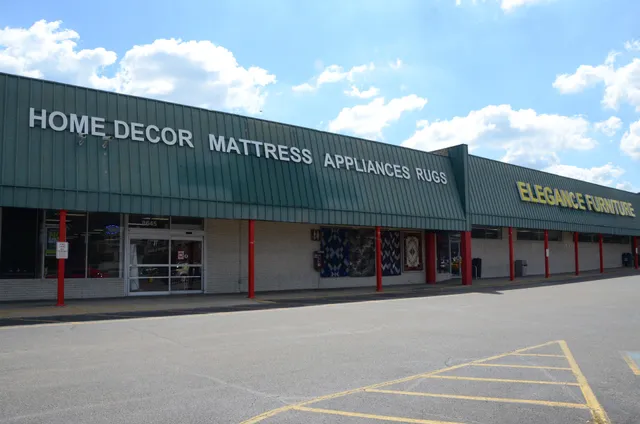 HOME DECOR MATTRESS APPLIANCES RUGS
ELEGANCE FURNITURE